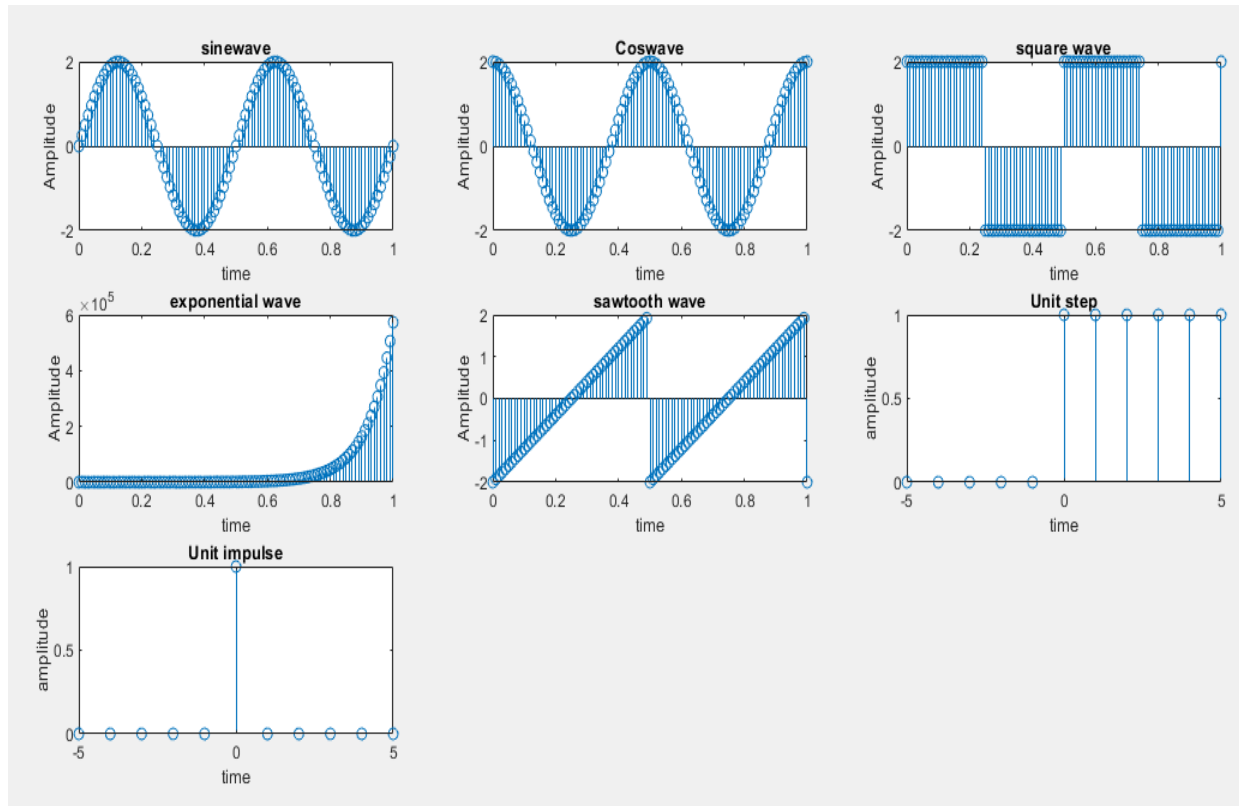 sinewave
Amplitude
2
0
-2
0 0.2 0.4 0.6 0.8 1
time
Coswave
Amplitude
2
0
-2
0 0.2 0.4 0.6 0.8 1
time
square wave
Amplitude
2
0
-2
0 0.2 0.4 0.6 0.8 1
time
exponential wave
×10⁵
Amplitude
6
4
2
0
0 0.2 0.4 0.6 0.8 1
time
sawtooth wave
Amplitude
2
1
0
-1
-2
0 0.2 0.4 0.6 0.8 1
time
Unit step
amplitude
1
0.5
0
-5 0 5
time
Unit impulse
amplitude
1
0.5
0
-5 0 5
time